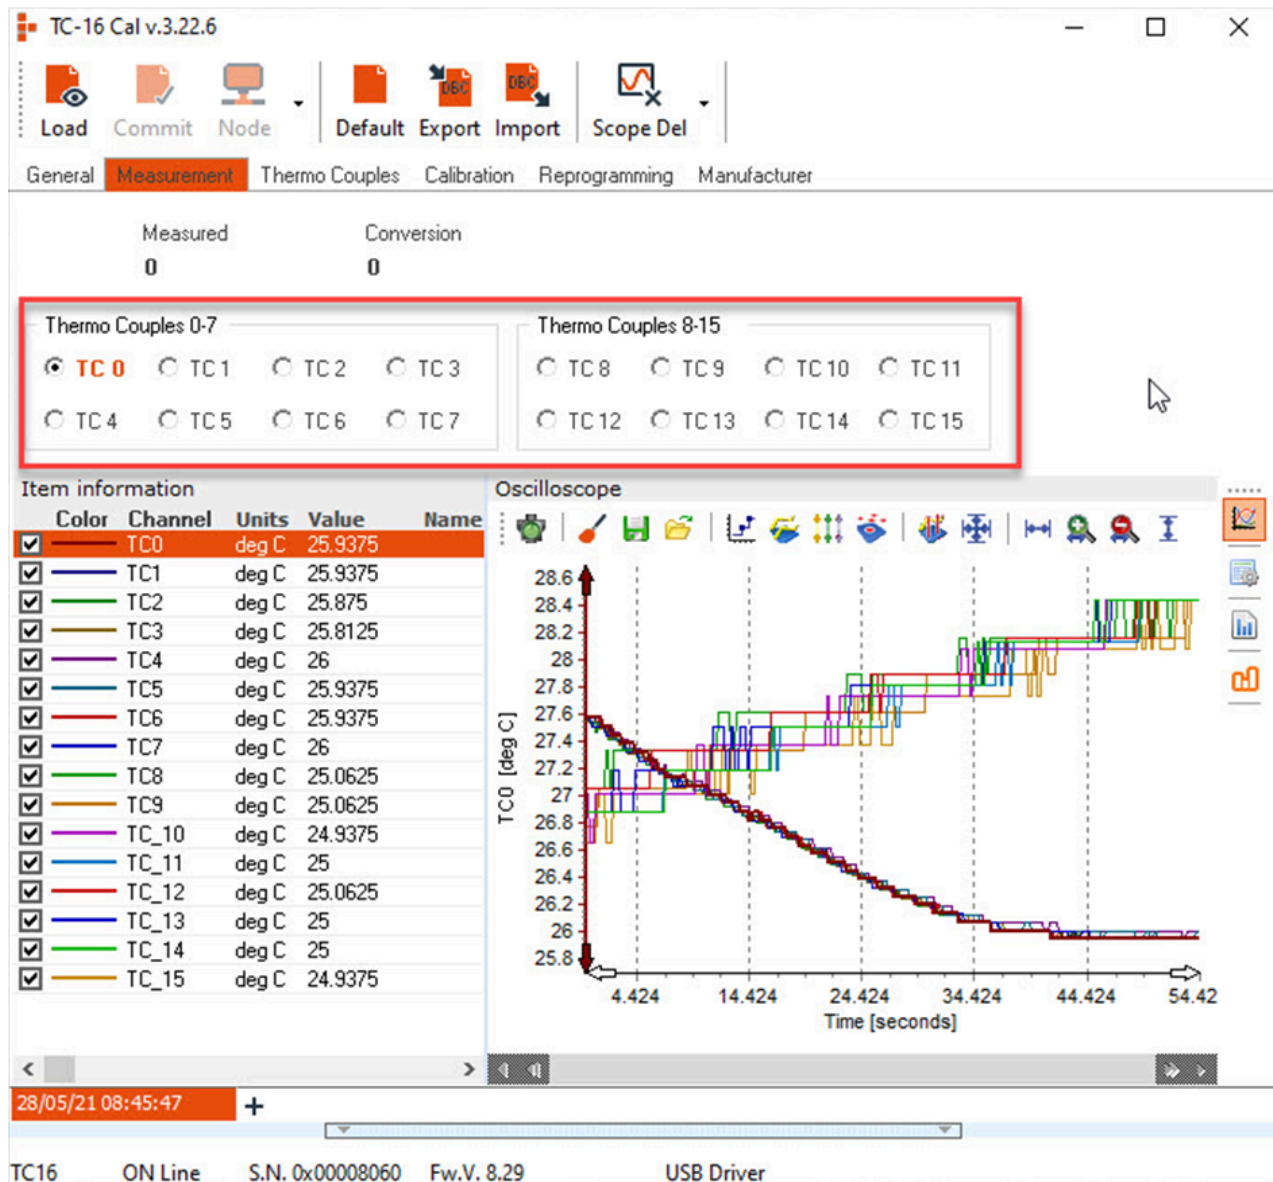 TC-16 Cal v.3.22.6
DBC DBC
Load Commit Node Default Export Import Scope Del
General Measurement Thermo Couples Calibration Reprogramming Manufacturer
Measured Conversion
0 0
Thermo Couples 0-7 Thermo Couples 8-15
TC 0 TC 1 TC 2 TC 3 TC 8 TC 9 TC 10 TC 11
TC 4 TC 5 TC 6 TC 7 TC 12 TC 13 TC 14 TC 15
Item information
Color Channel Units Value Name
TC0 deg C 25.9375
TC1 deg C 25.9375
TC2 deg C 25.875
TC3 deg C 25.8125
TC4 deg C 26
TC5 deg C 25.9375
TC6 deg C 25.9375
TC7 deg C 26
TC8 deg C 25.0625
TC9 deg C 25.0625
TC_10 deg C 24.9375
TC_11 deg C 25
TC_12 deg C 25.0625
TC_13 deg C 25
TC_14 deg C 25
TC_15 deg C 24.9375
Oscilloscope
TC0 [deg C]
28.6
28.4
28.2
28
27.8
27.6
27.4
27.2
27
26.8
26.6
26.4
26.2
26
25.8
4.424 14.424 24.424 34.424 44.424 54.42
Time [seconds]
28/05/21 08:45:47 +
TC16 ON Line S.N. 0x00008060 Fw.V. 8.29 USB Driver